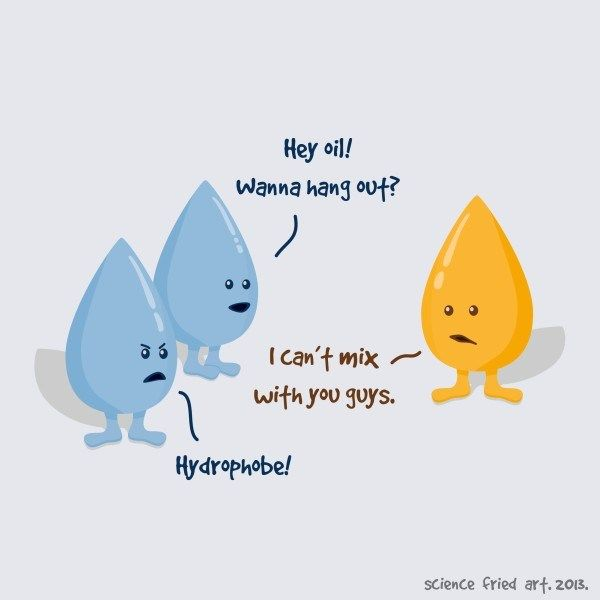 Hey oil!
Wanna hang out?
I can't mix
with you guys.
Hydrophobe!
science fried art. 2013.